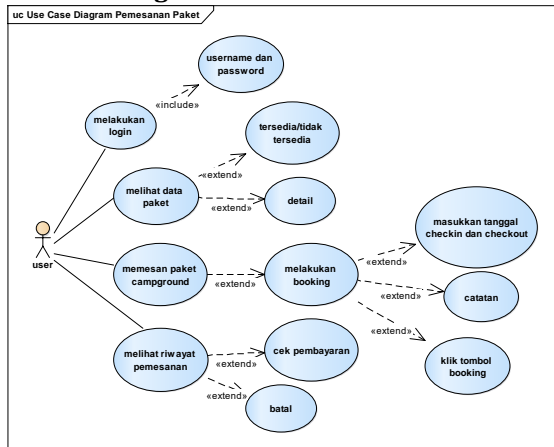 uc Use Case Diagram Pemesanan Paket
username dan
password
«include»
melakukan
login
tersedia/tidak
tersedia
«extend»
melihat data
paket
«extend»
detail
user
memesan paket
campground
«extend»
melakukan
booking
masukkan tanggal
checkin dan checkout
«extend»
«extend»
catatan
«extend»
klik tombol
booking
melihat riwayat
pemesanan
«extend»
cek pembayaran
«extend»
batal